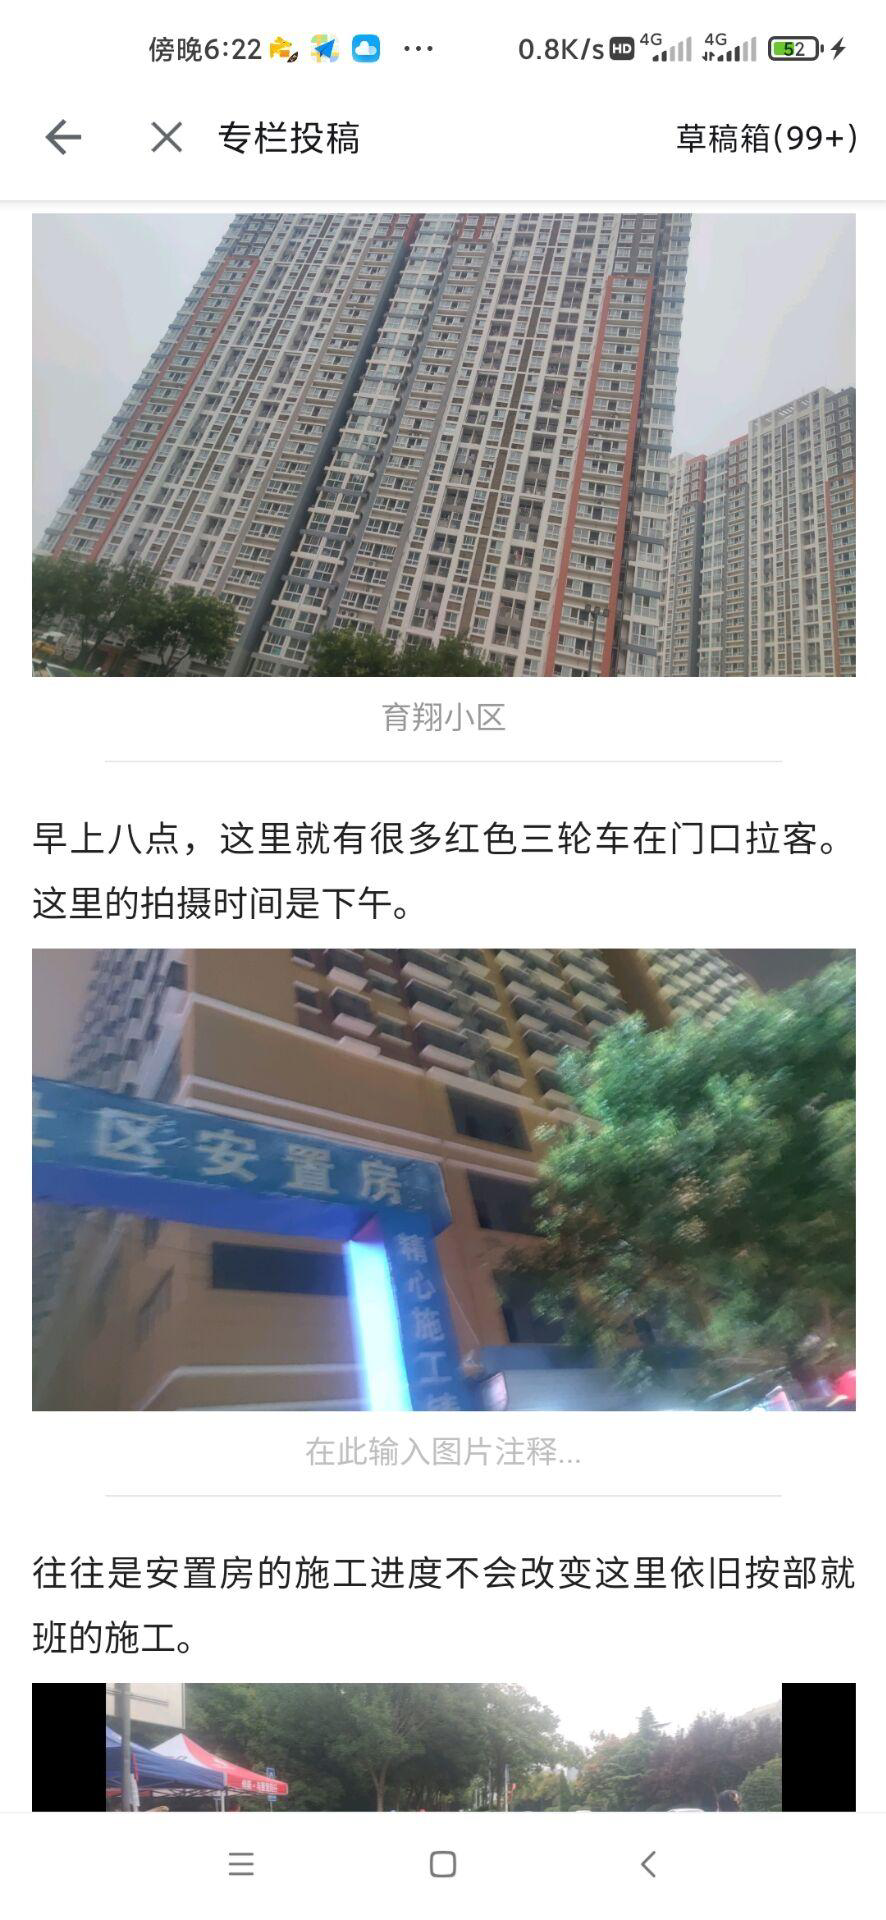 傍晚6:22
0.8K/s HD 4G 4G 52
专栏投稿
草稿箱(99+)
育翔小区
早上八点，这里就有很多红色三轮车在门口拉客。
这里的拍摄时间是下午。
区安置房
精心施工
在此输入图片注释...
往往是安置房的施工进度不会改变这里依旧按部就
班的施工。